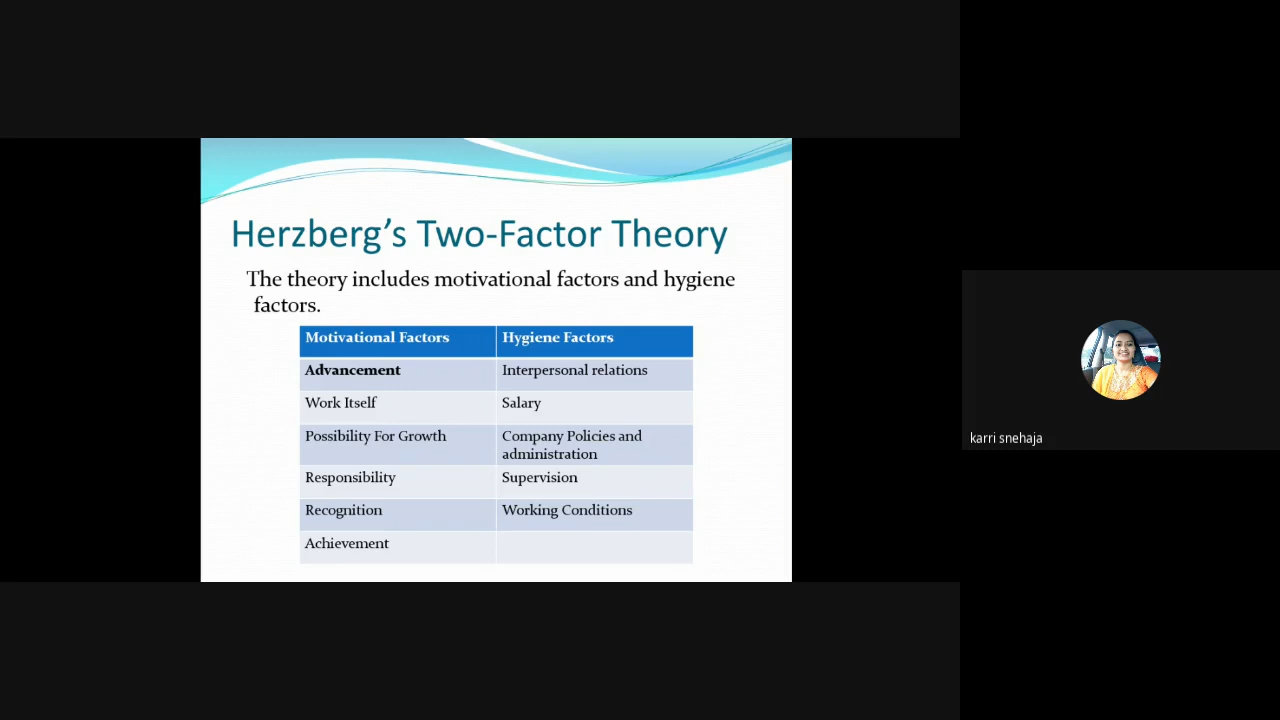 Herzberg’s Two-Factor Theory
The theory includes motivational factors and hygiene
factors.
Motivational Factors Hygiene Factors
Advancement Interpersonal relations
Work Itself Salary
Possibility For Growth Company Policies and
administration
Responsibility Supervision
Recognition Working Conditions
Achievement
karri snehaja